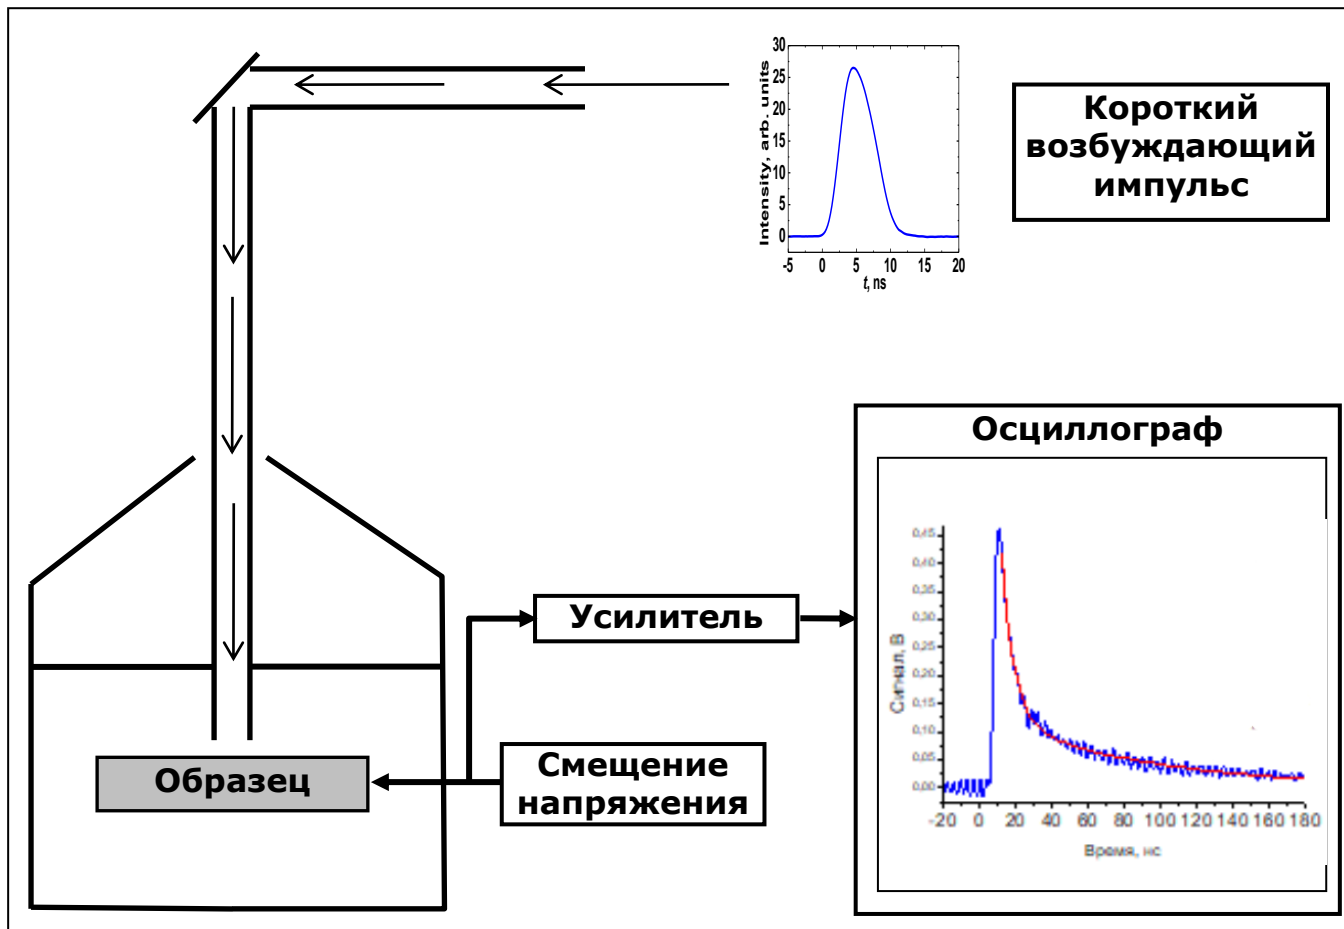 30
25
20
15
10
5
0
Intensity, arb. units
-5 0 5 10 15 20
t, ns
Короткий
возбуждающий
импульс
Осциллограф
0,45
0,40
0,35
0,30
0,25
0,20
0,15
0,10
0,05
0,00
Сигнал, В
-20 0 20 40 60 80 100 120 140 160 180
Время, нс
Усилитель
Образец
Смещение
напряжения